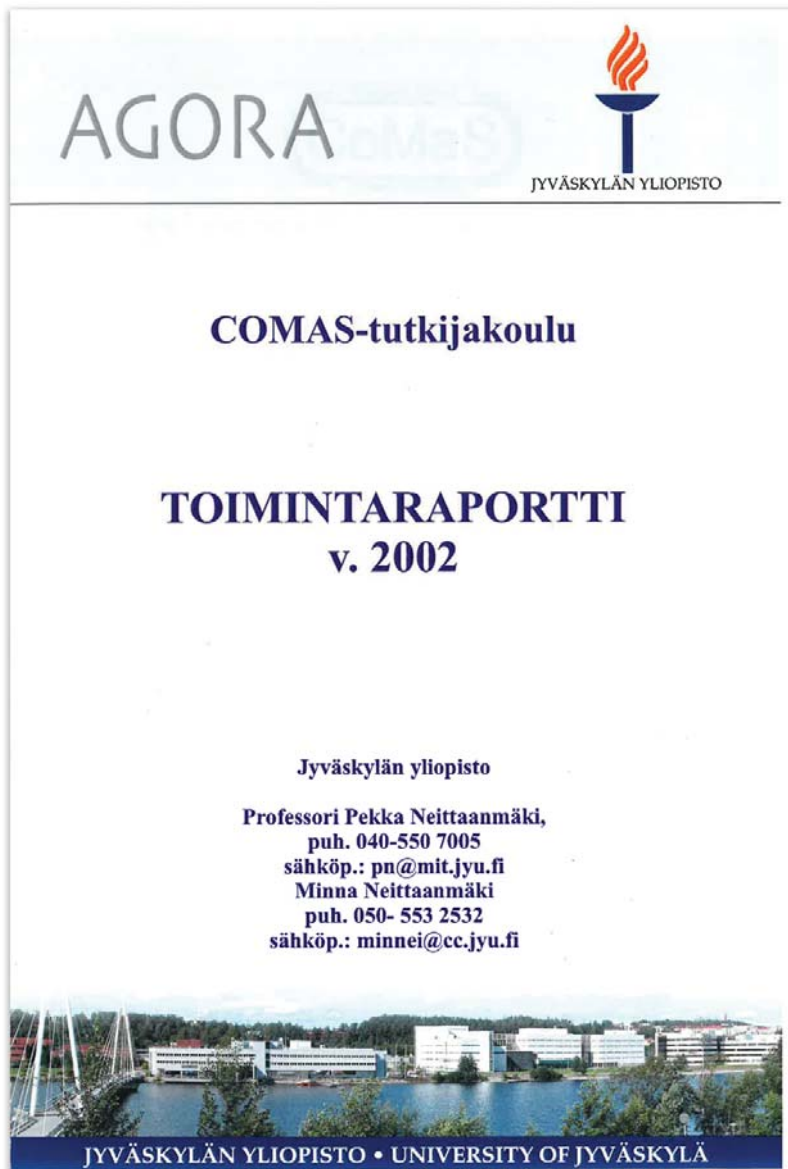 AGORA
JYVÄSKYLÄN YLIOPISTO
COMAS-tutkijakoulu
TOIMINTARAPORTTI
v. 2002
Jyväskylän yliopisto
Professori Pekka Neittaanmäki,
puh. 040-550 7005
sähköp.: pn@mit.jyu.fi
Minna Neittaanmäki
puh. 050- 553 2532
sähköp.: minnei@cc.jyu.fi
JYVÄSKYLÄN YLIOPISTO • UNIVERSITY OF JYVÄSKYLÄ